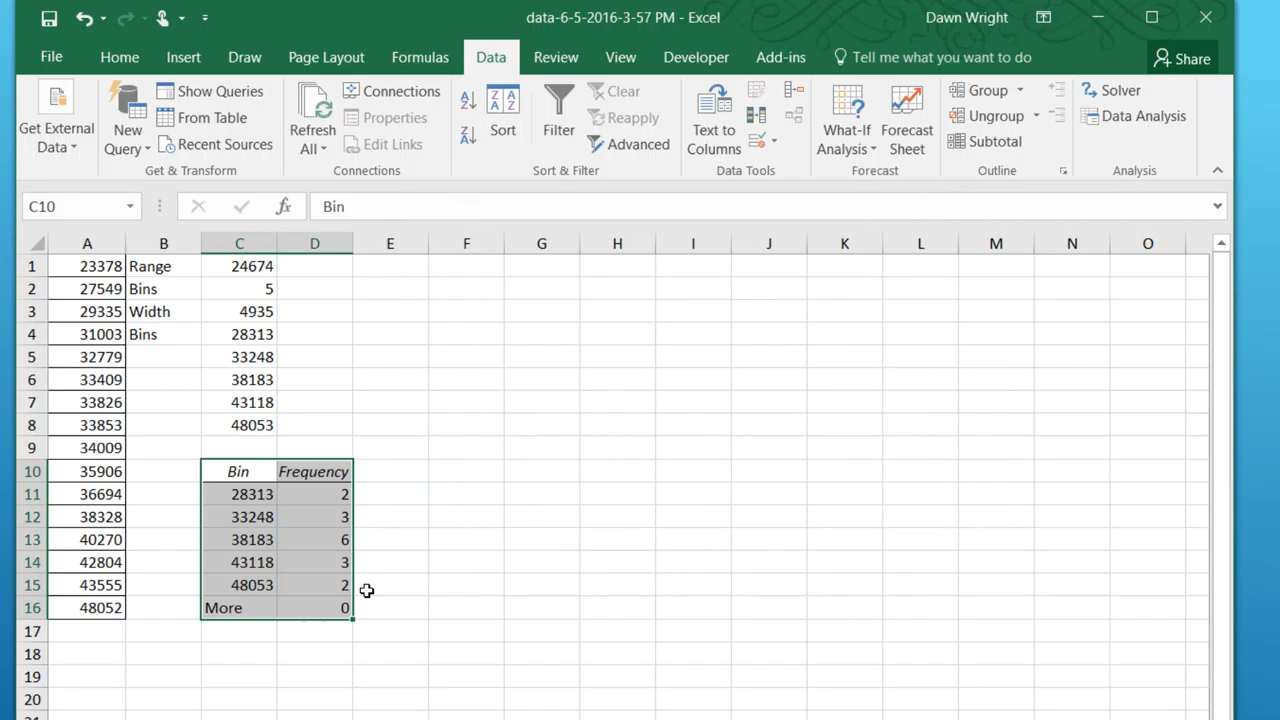 data-6-5-2016-3-57 PM - Excel
Dawn Wright
File Home Insert Draw Page Layout Formulas Data Review View Developer Add-ins Tell me what you want to do Share
Get External Data
New Query
Show Queries
From Table
Recent Sources
Get & Transform
Refresh All
Connections
Properties
Edit Links
Connections
Sort
Filter
Clear
Reapply
Advanced
Sort & Filter
Text to Columns
Data Tools
What-If Analysis
Forecast Sheet
Forecast
Group
Ungroup
Subtotal
Outline
Solver
Data Analysis
Analysis
C10 fx Bin
A B C D E F G H I J K L M N O
1 23378 Range 24674
2 27549 Bins 5
3 29335 Width 4935
4 31003 Bins 28313
5 32779 33248
6 33409 38183
7 33826 43118
8 33853 48053
9 34009
10 35906 Bin Frequency
11 36694 28313 2
12 38328 33248 3
13 40270 38183 6
14 42804 43118 3
15 43555 48053 2
16 48052 More 0
17
18
19
20